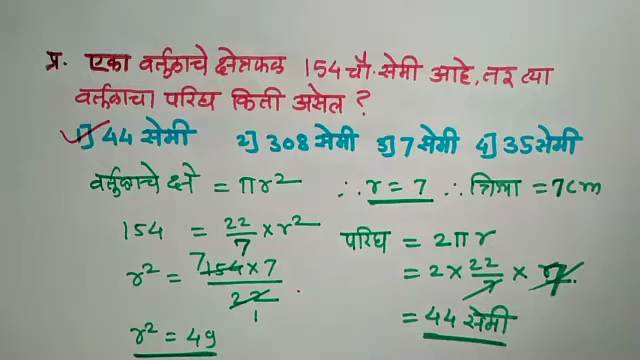 प्र. एका वर्तुळाचे क्षेत्रफळ 154 चौ. सेमी आहे, तर त्या
वर्तुळाचा परिघ किती असेल ?
1) 44 सेमी 2) 308 सेमी 3) 7 सेमी 4) 35 सेमी
वर्तुळाचे क्षे = πr²
154 = 22/7 × r²
r² = 7 154 × 7 / 22 1
r² = 49
∴ r = 7 ∴ त्रिज्या = 7cm
परिघ = 2πr
= 2 × 22/7 × 7
= 44 सेमी